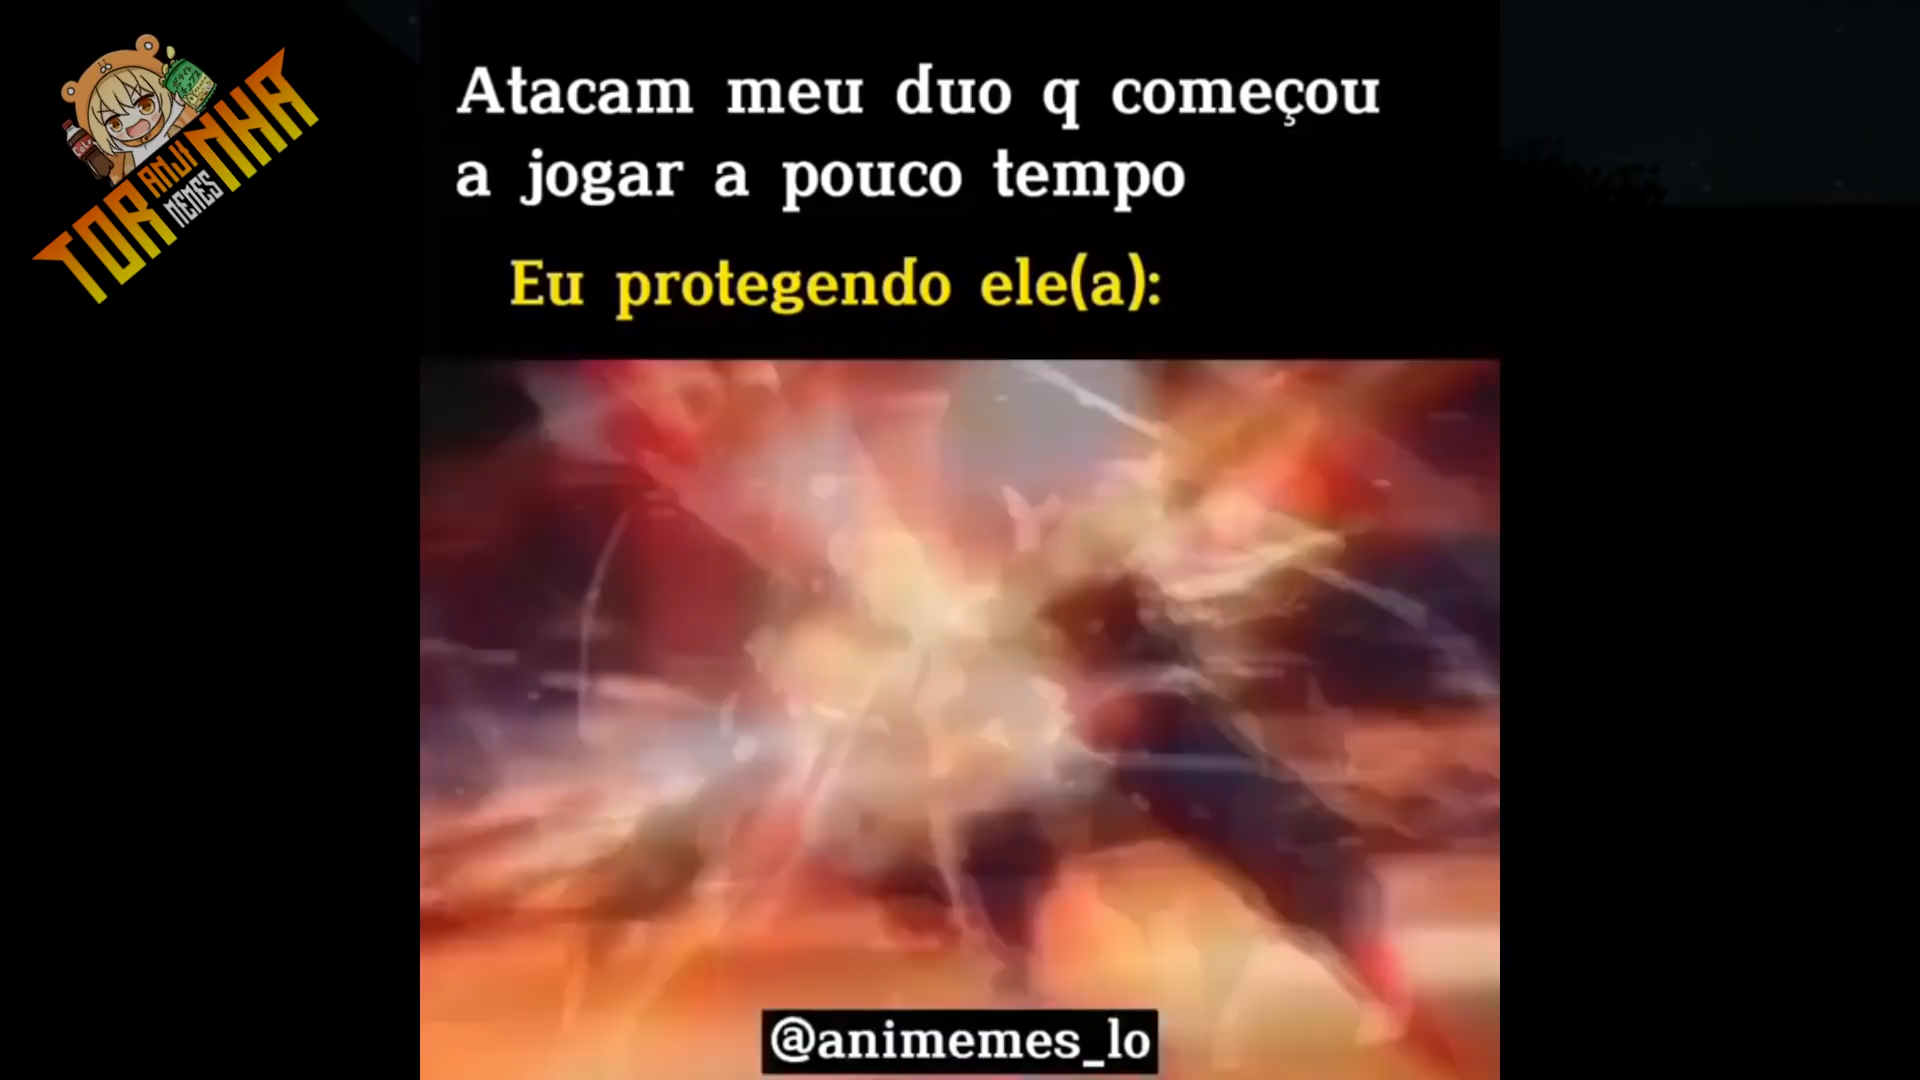 TORANJINHA
MEMES
Atacam meu duo q começou
a jogar a pouco tempo
Eu protegendo ele(a):
@animemes_lo